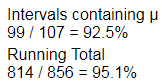 Intervals containing μ
99 / 107 = 92.5%
Running Total
814 / 856 = 95.1%